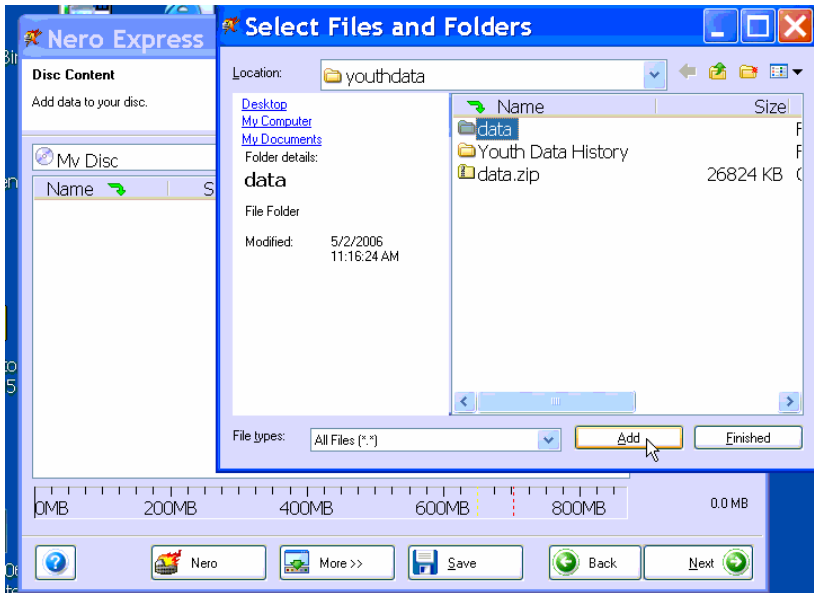 Nero Express
Disc Content
Add data to your disc.
My Disc
Name
S
Select Files and Folders
Location:
youthdata
Desktop
My Computer
My Documents
Folder details:
data
File Folder
Modified: 5/2/2006
11:16:24 AM
Name Size
data F
Youth Data History F
data.zip 26824 KB
File types: All Files (*.*) Add Finished
0MB 200MB 400MB 600MB 800MB 0.0 MB
Nero More >> Save Back Next